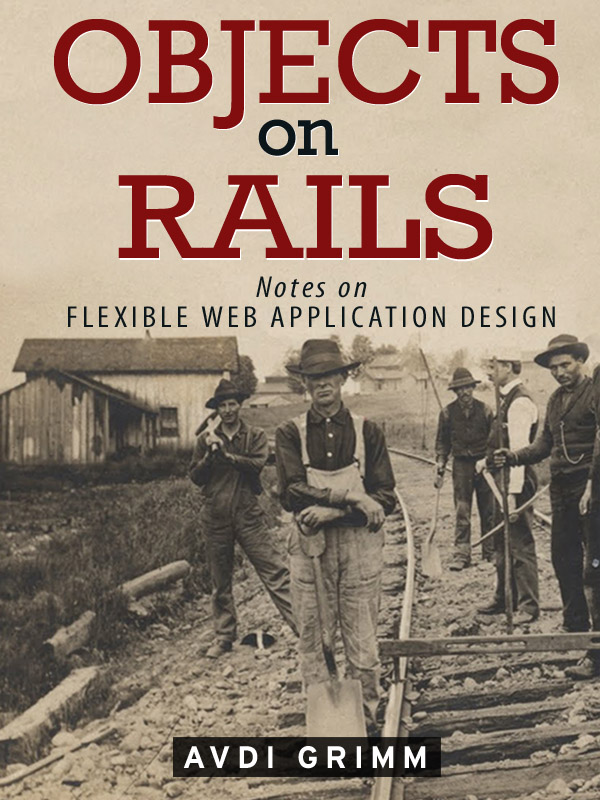 OBJECTS
on
RAILS
Notes on
FLEXIBLE WEB APPLICATION DESIGN
AVDI GRIMM